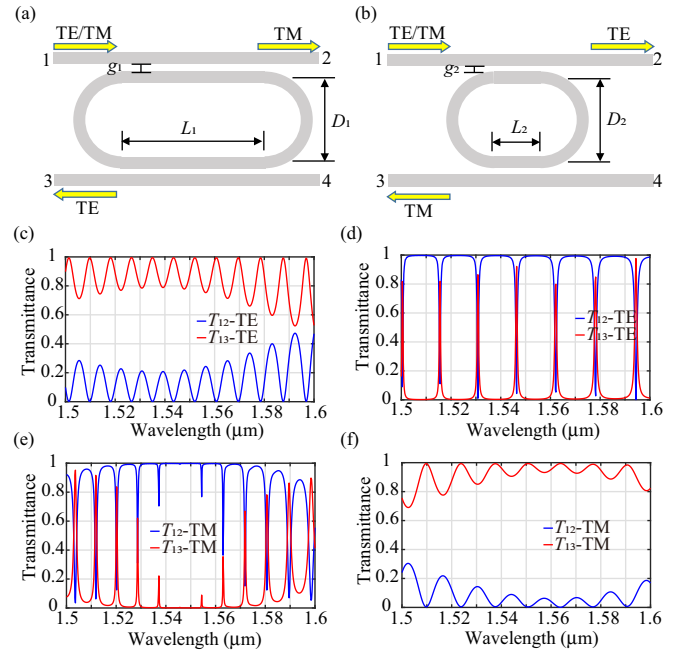 (a)
TE/TM
TM
1
2
g₁
L₁
D₁
3
4
TE
(b)
TE/TM
TE
1
2
g₂
L₂
D₂
3
4
TM
(c)
Transmittance
1
0.8
0.6
0.4
0.2
0
T₁₂-TE
T₁₃-TE
1.5 1.52 1.54 1.56 1.58 1.6
Wavelength (μm)
(d)
Transmittance
1
0.8
0.6
0.4
0.2
0
T₁₂-TE
T₁₃-TE
1.5 1.52 1.54 1.56 1.58 1.6
Wavelength (μm)
(e)
Transmittance
1
0.8
0.6
0.4
0.2
0
T₁₂-TM
T₁₃-TM
1.5 1.52 1.54 1.56 1.58 1.6
Wavelength (μm)
(f)
Transmittance
1
0.8
0.6
0.4
0.2
0
T₁₂-TM
T₁₃-TM
1.5 1.52 1.54 1.56 1.58 1.6
Wavelength (μm)